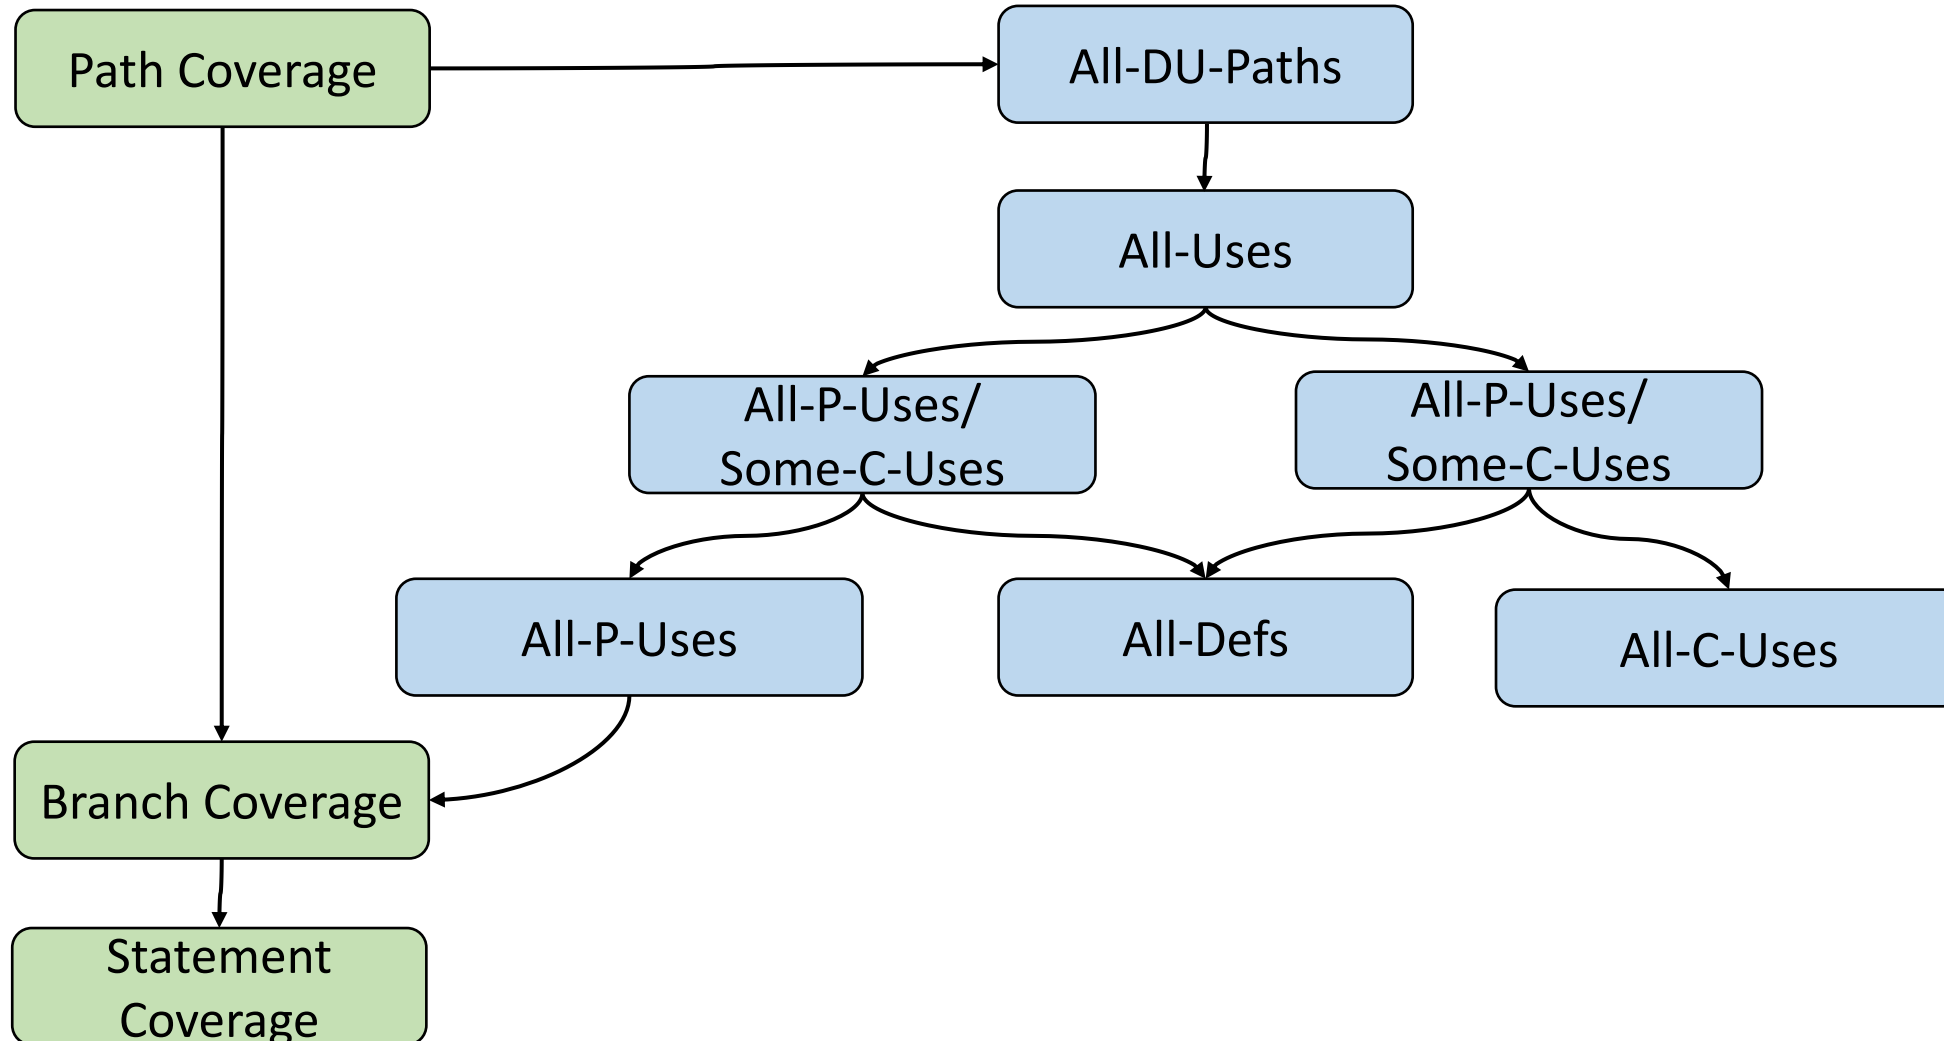 Path Coverage
All-DU-Paths
All-Uses
All-P-Uses/
Some-C-Uses
All-P-Uses/
Some-C-Uses
All-P-Uses
All-Defs
All-C-Uses
Branch Coverage
Statement
Coverage